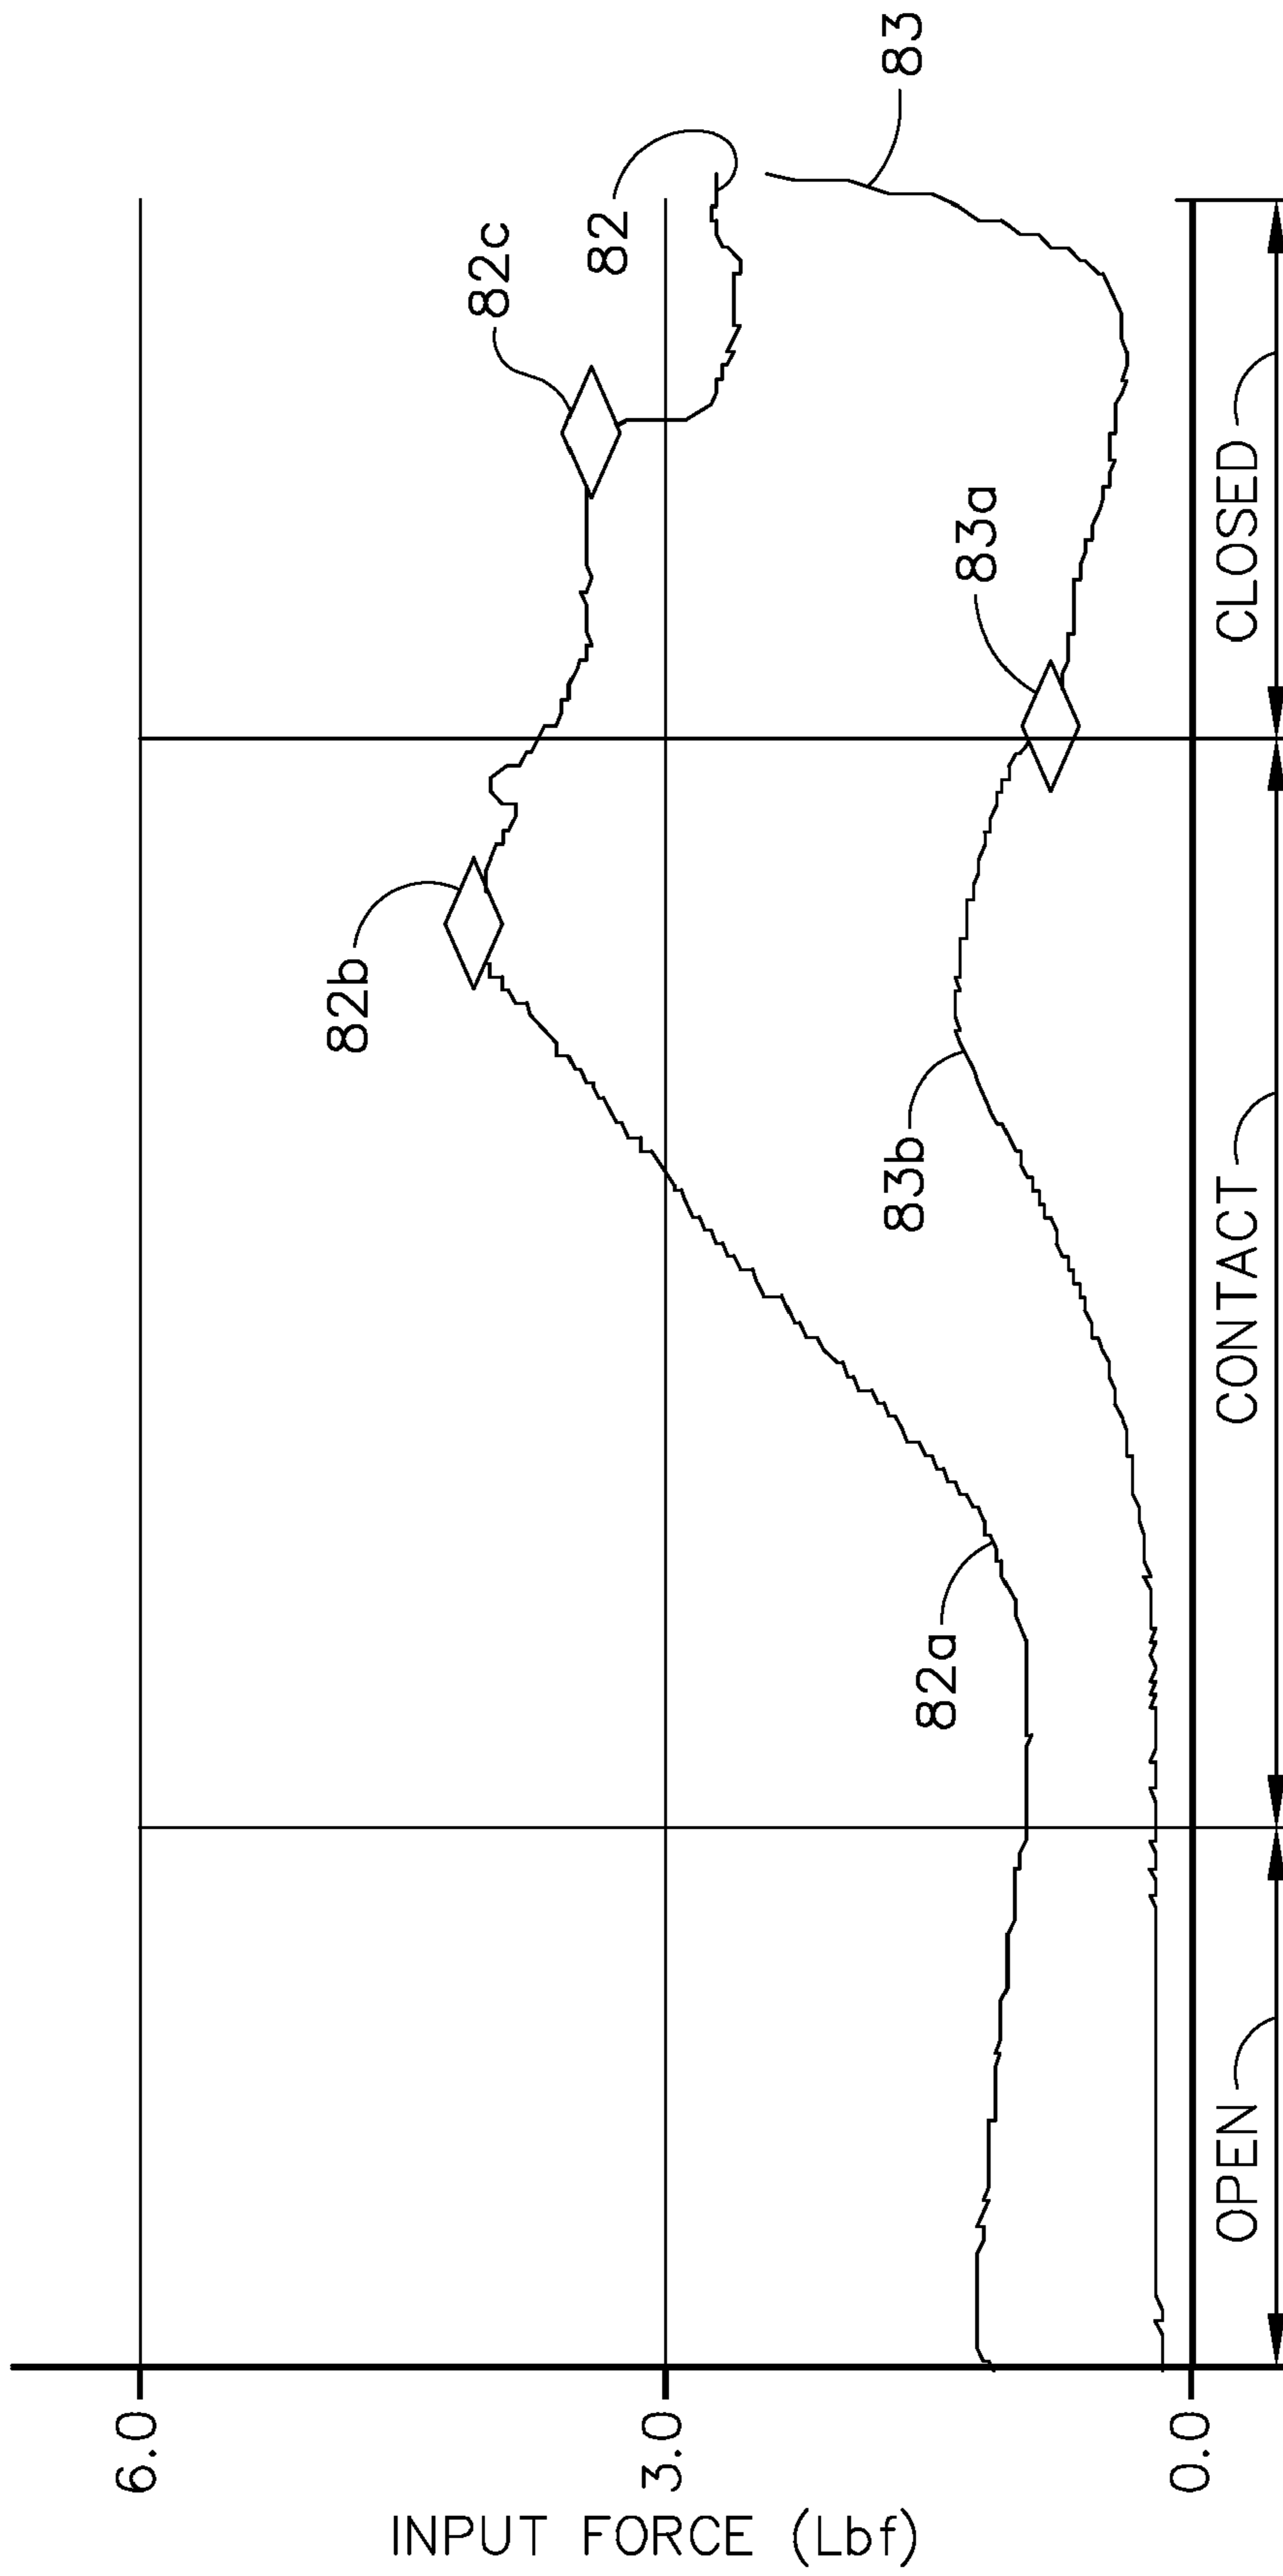 INPUT FORCE (Lbf)
6.0
3.0
0.0
82a
82b
82c
82
83b
83a
83
OPEN
CONTACT
CLOSED